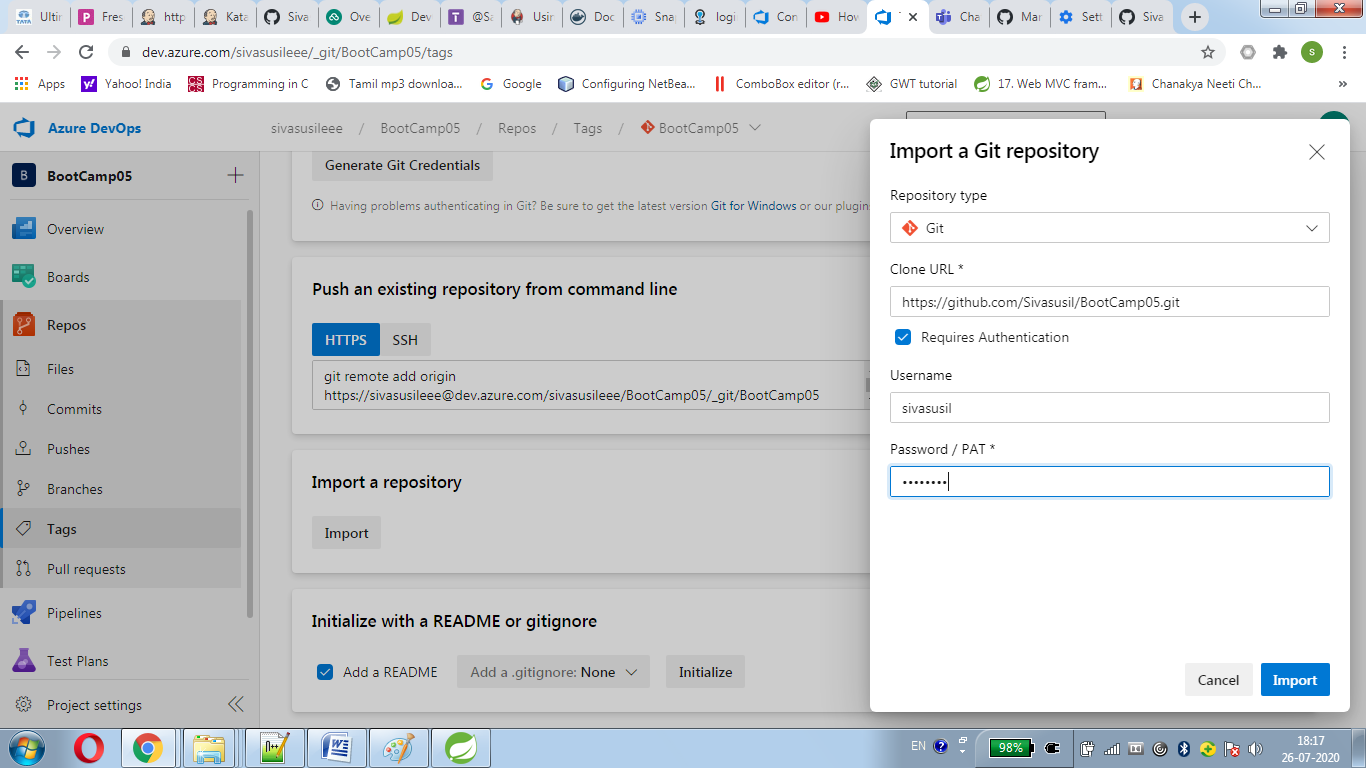 Ultir
Fres
http
Kata
Siva
Ove
Dev
@Sa
Usir
Doc
Snap
logi
Con
How
T
Cha
Mar
Sett
Siva
dev.azure.com/sivasusileee/_git/BootCamp05/tags
s
Apps
Yahoo! India
Programming in C
Tamil mp3 downloa...
Google
Configuring NetBea...
ComboBox editor (r...
GWT tutorial
17. Web MVC fram...
Chanakya Neeti Ch...
»
Azure DevOps
sivasusileee / BootCamp05 / Repos / Tags / BootCamp05
B BootCamp05
Overview
Boards
Repos
Files
Commits
Pushes
Branches
Tags
Pull requests
Pipelines
Test Plans
Project settings
Generate Git Credentials
Having problems authenticating in Git? Be sure to get the latest version Git for Windows or our plugin
Push an existing repository from command line
HTTPS SSH
git remote add origin
https://sivasusileee@dev.azure.com/sivasusileee/BootCamp05/_git/BootCamp05
Import a repository
Import
Initialize with a README or gitignore
Add a README
Add a .gitignore: None
Initialize
Import a Git repository
Repository type
Git
Clone URL *
https://github.com/Sivasusil/BootCamp05.git
Requires Authentication
Username
sivasusil
Password / PAT *
••••••••
Cancel Import
EN
98%
18:17
26-07-2020